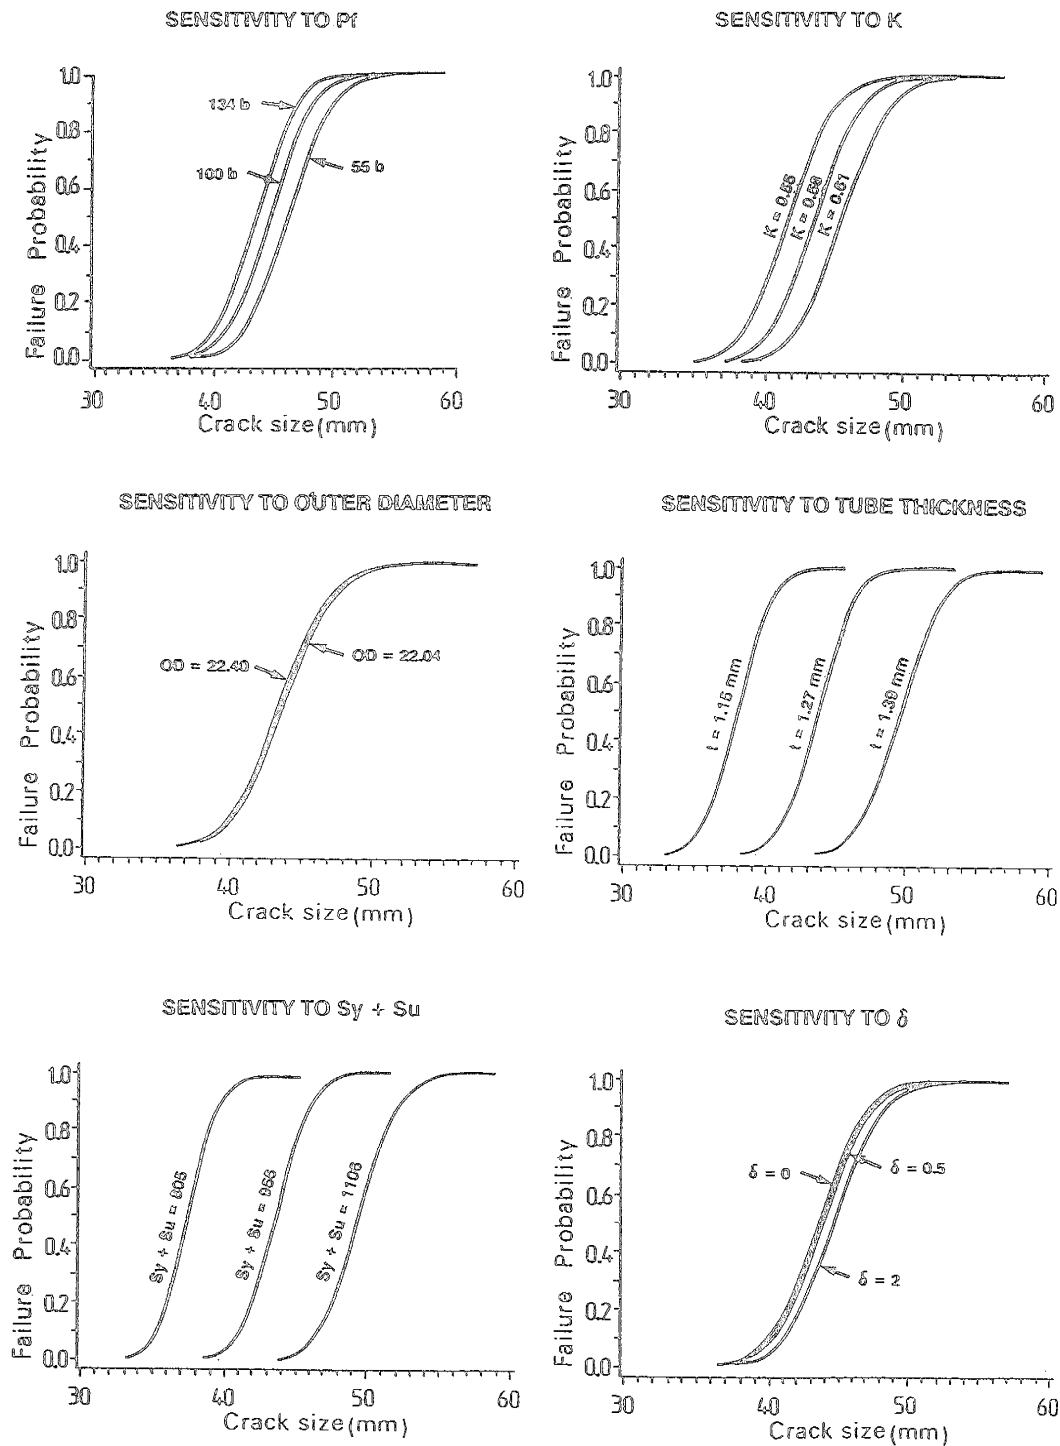 SENSITIVITY TO Pf
1.0
0.8
0.6
0.4
0.2
0.0
Failure Probability
134 b
100 b
55 b
30 40 50 60
Crack size (mm)
SENSITIVITY TO K
1.0
0.8
0.6
0.4
0.2
0.0
Failure Probability
K = 0.55
K = 0.58
K = 0.61
30 40 50 60
Crack size (mm)
SENSITIVITY TO OUTER DIAMETER
1.0
0.8
0.6
0.4
0.2
0.0
Failure Probability
OD = 22.40
OD = 22.04
30 40 50 60
Crack size (mm)
SENSITIVITY TO TUBE THICKNESS
1.0
0.8
0.6
0.4
0.2
0.0
Failure Probability
t = 1.15 mm
t = 1.27 mm
t = 1.39 mm
30 40 50 60
Crack size (mm)
SENSITIVITY TO Sy + Su
1.0
0.8
0.6
0.4
0.2
0.0
Failure Probability
Sy + Su =
Sy + Su =
Sy + Su =
30 40 50 60
Crack size (mm)
SENSITIVITY TO δ
1.0
0.8
0.6
0.4
0.2
0.0
Failure Probability
δ = 0
δ = 0.5
δ = 2
30 40 50 60
Crack size (mm)